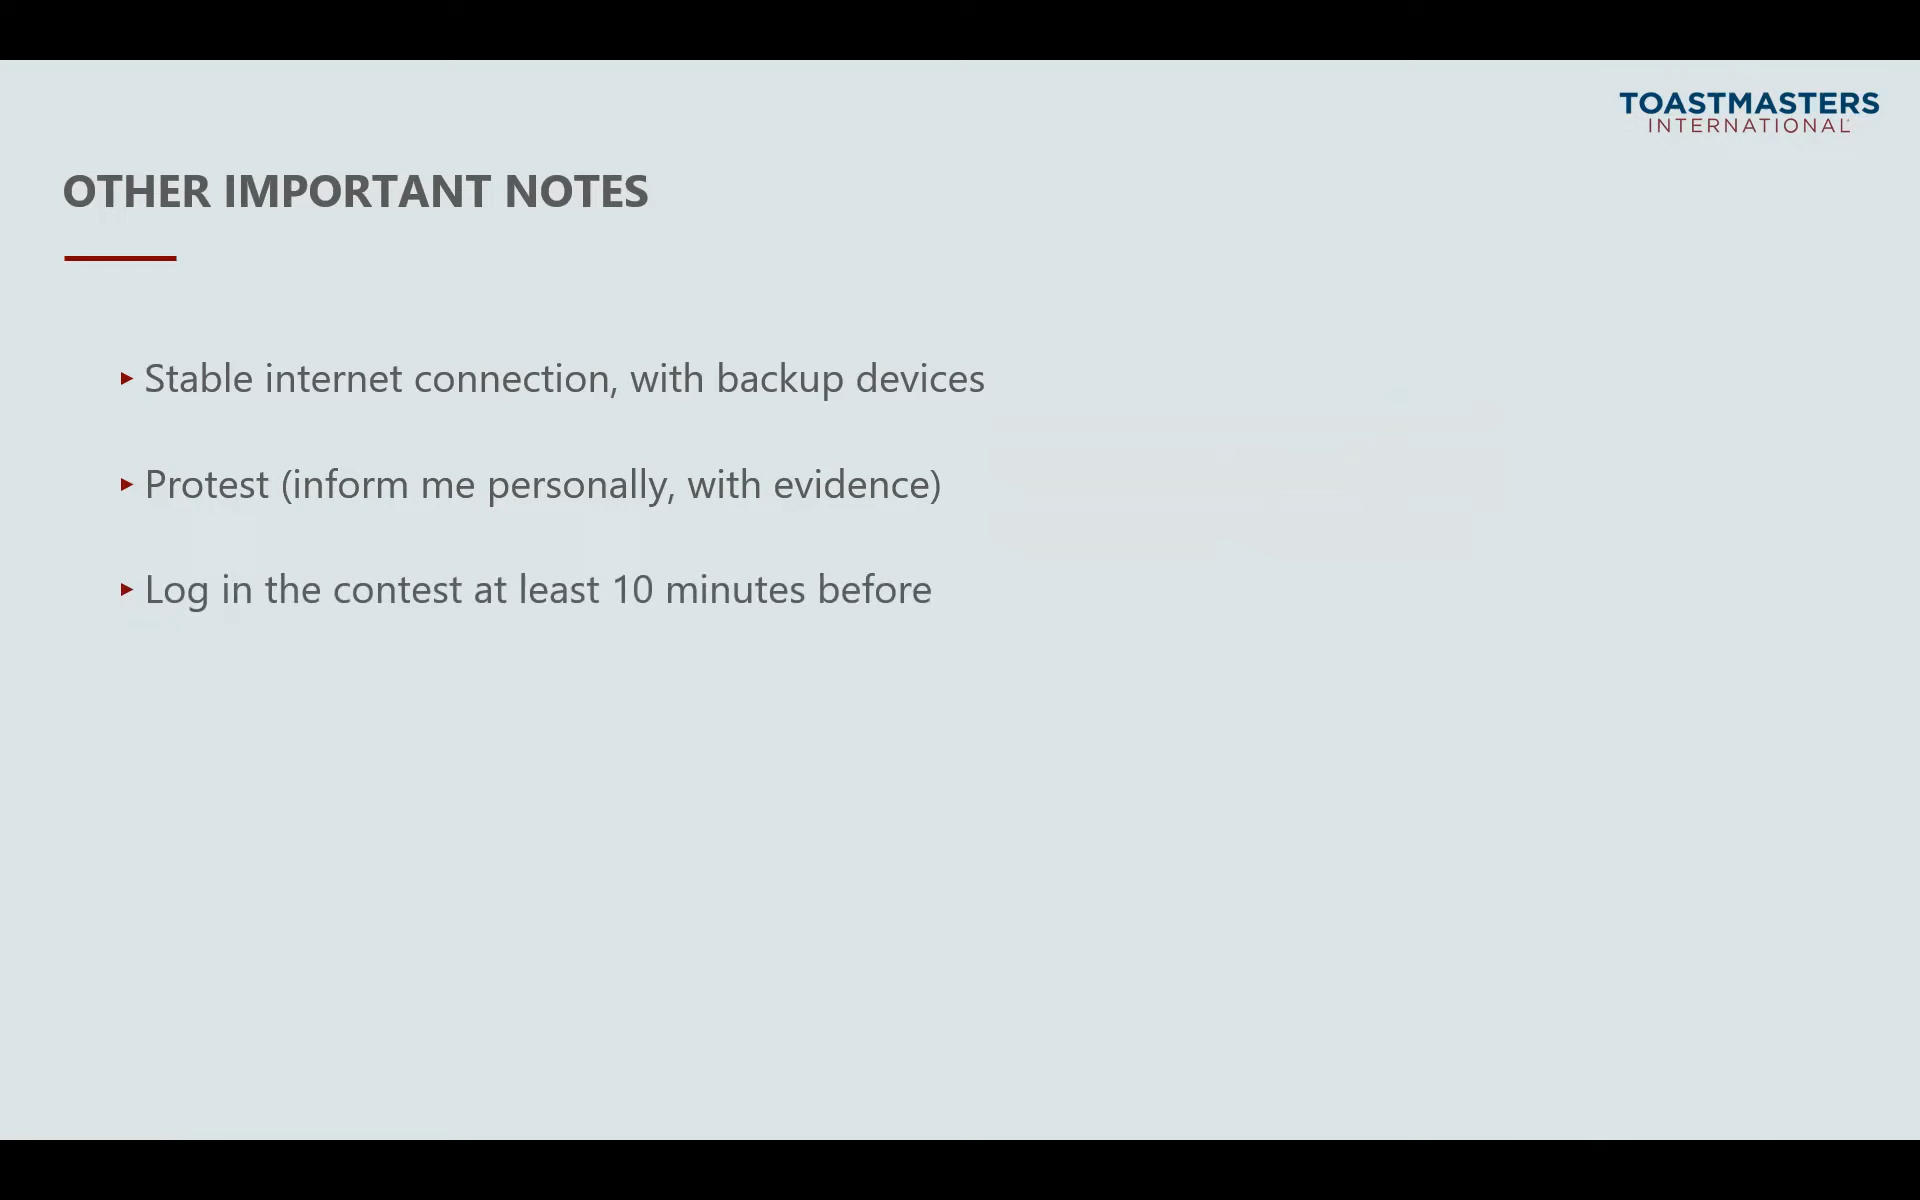 TOASTMASTERS
INTERNATIONAL
OTHER IMPORTANT NOTES
▸ Stable internet connection, with backup devices
▸ Protest (inform me personally, with evidence)
▸ Log in the contest at least 10 minutes before